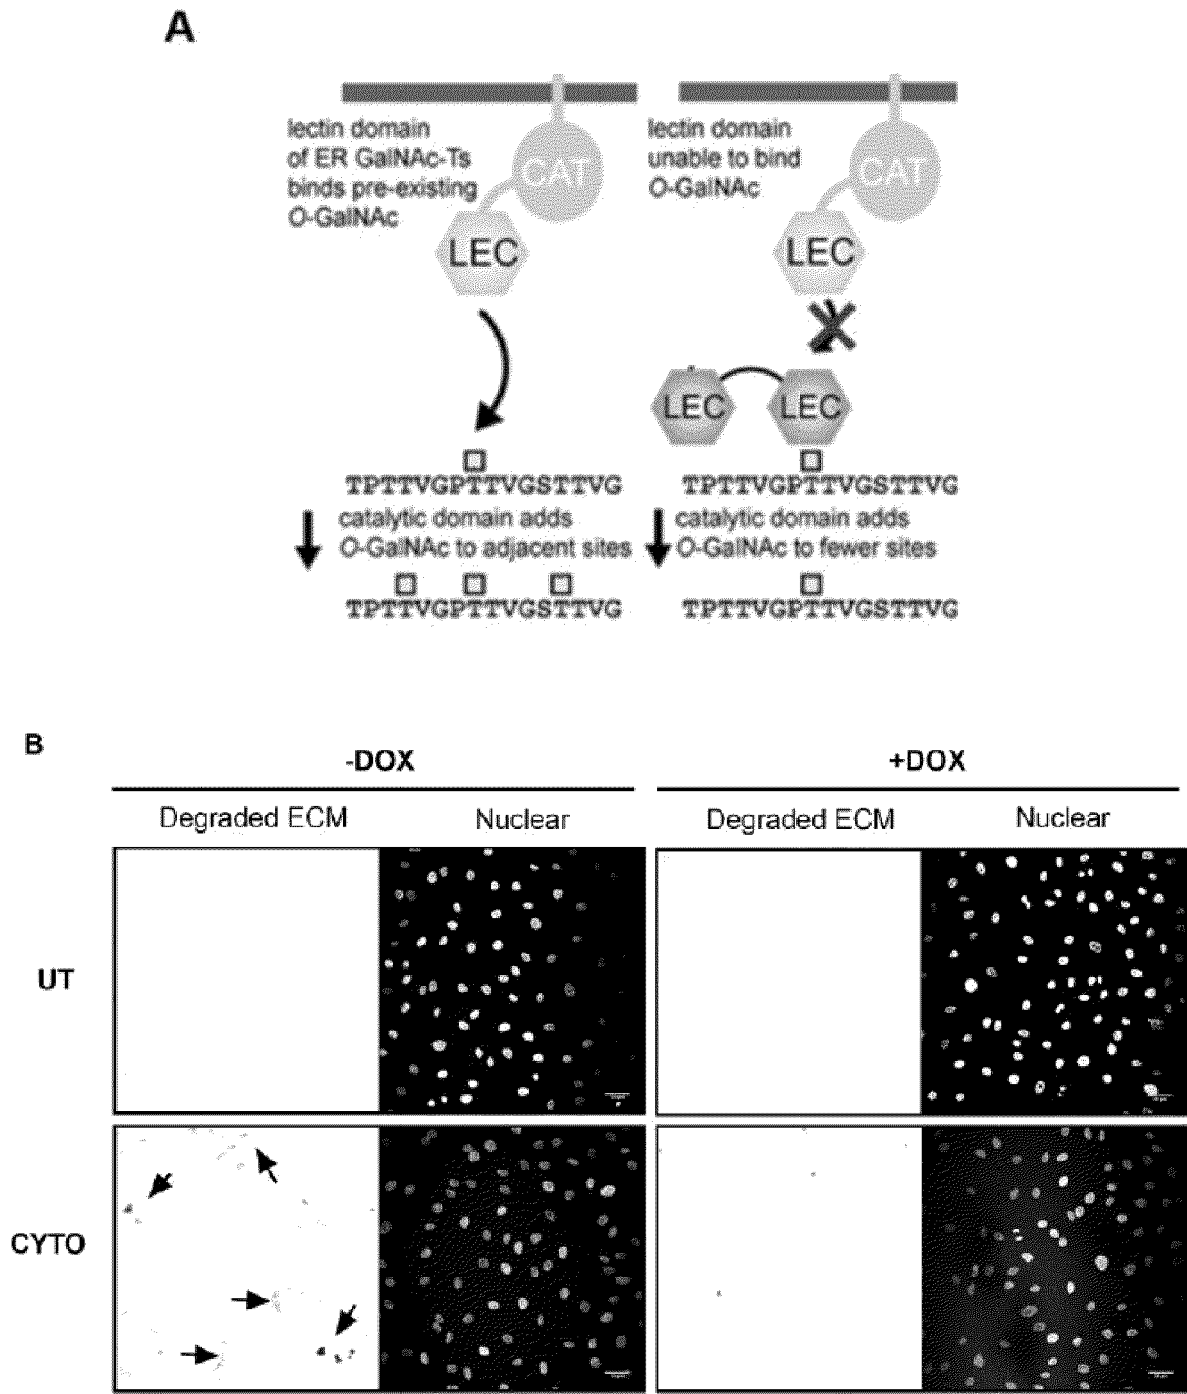 A
lectin domain
of ER GalNAc-Ts
binds pre-existing
O-GalNAc
CAT
LEC
lectin domain
unable to bind
O-GalNAc
CAT
LEC
LEC
LEC
TPTTVGPTTVGSTTVG
TPTTVGPTTVGSTTVG
catalytic domain adds
O-GalNAc to adjacent sites
catalytic domain adds
O-GalNAc to fewer sites
TPTTVGPTTVGSTTVG
TPTTVGPTTVGSTTVG
B
-DOX
+DOX
Degraded ECM
Nuclear
Degraded ECM
Nuclear
UT
CYTO